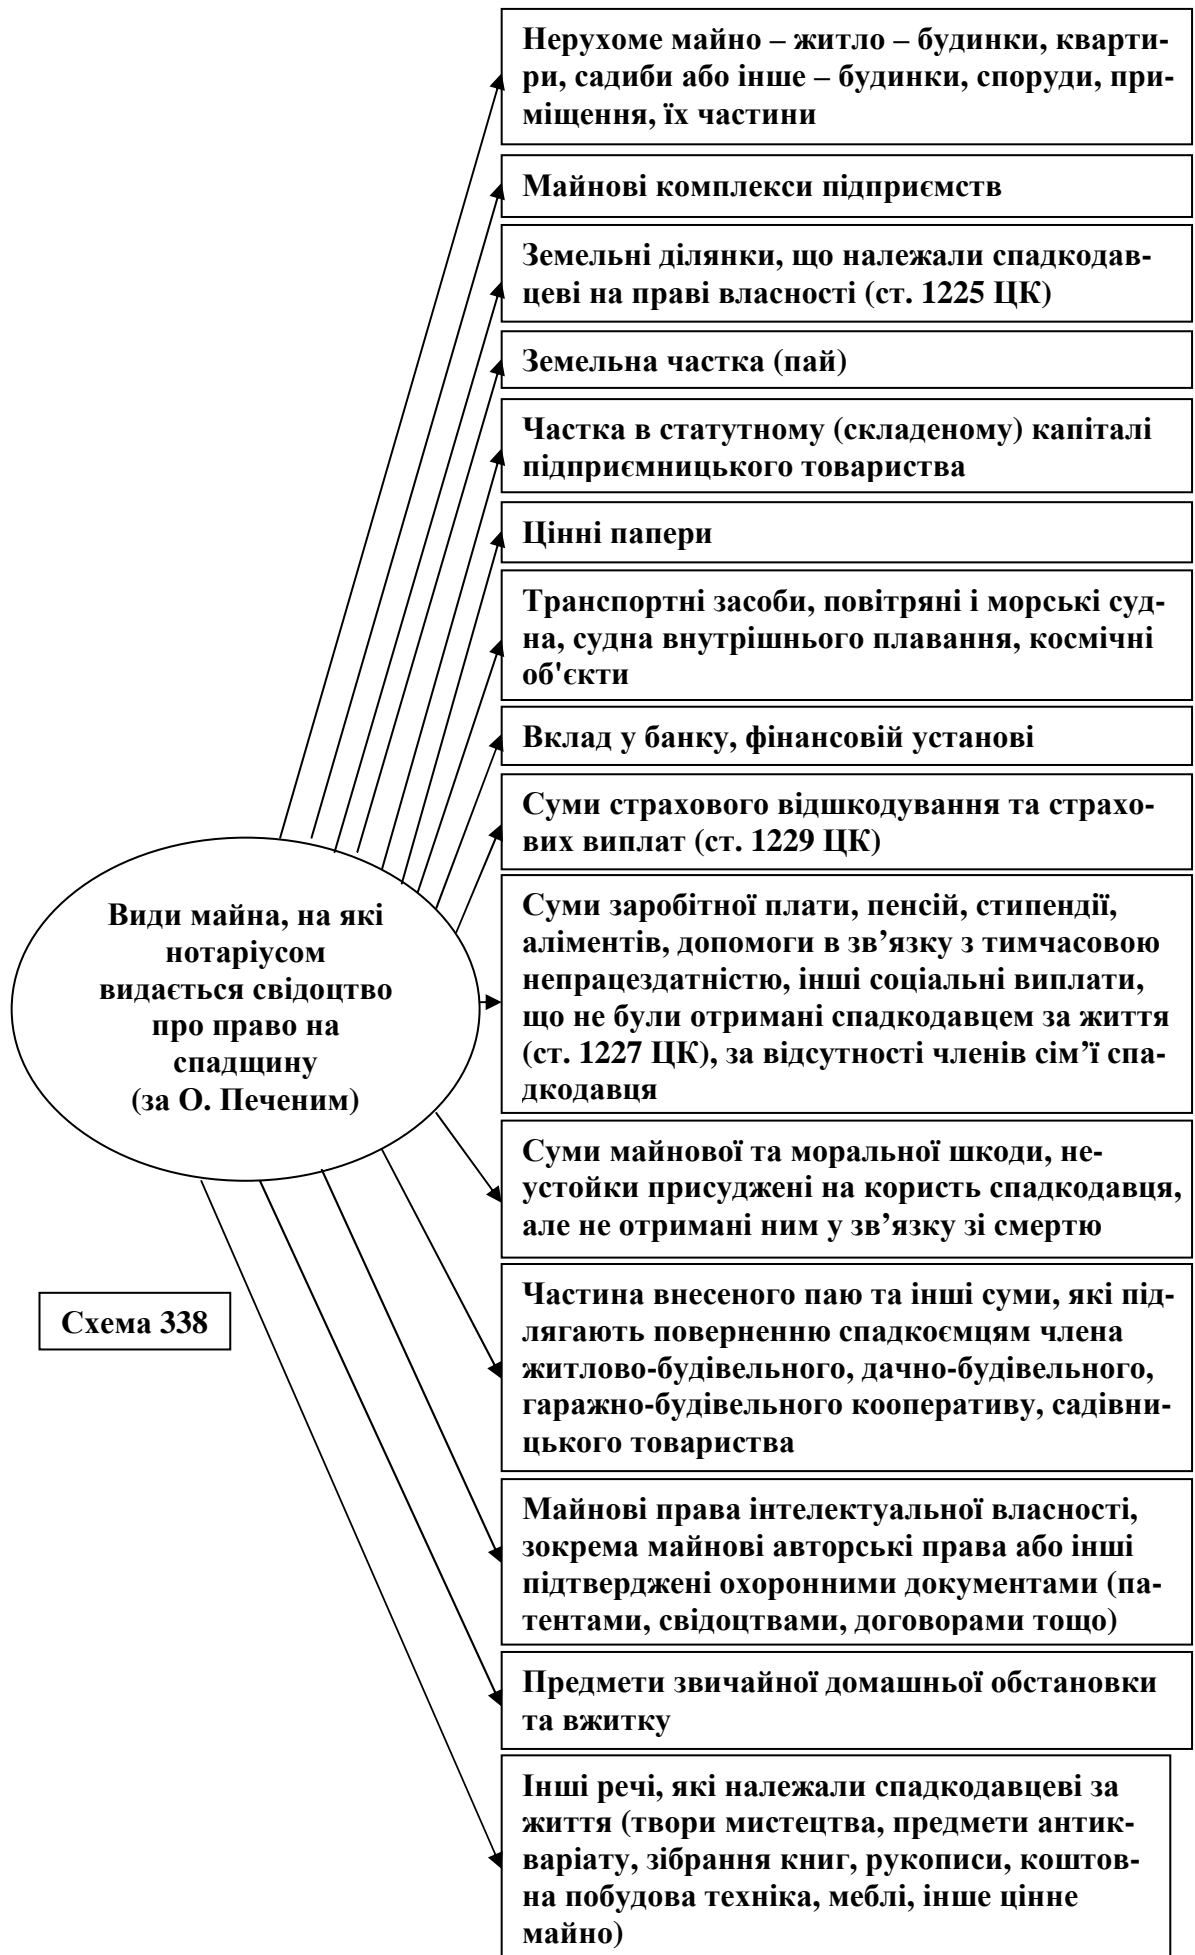 Нерухоме майно – житло – будинки, кварти-
ри, садиби або інше – будинки, споруди, при-
міщення, їх частини
Майнові комплекси підприємств
Земельні ділянки, що належали спадкодав-
цеві на праві власності (ст. 1225 ЦК)
Земельна частка (пай)
Частка в статутному (складеному) капіталі
підприємницького товариства
Цінні папери
Транспортні засоби, повітряні і морські суд-
на, судна внутрішнього плавання, космічні
об'єкти
Вклад у банку, фінансовій установі
Суми страхового відшкодування та страхо-
вих виплат (ст. 1229 ЦК)
Види майна, на які
нотаріусом
видається свідоцтво
про право на
спадщину
(за О. Печеним)
Суми заробітної плати, пенсій, стипендії,
аліментів, допомоги в зв’язку з тимчасовою
непрацездатністю, інші соціальні виплати,
що не були отримані спадкодавцем за життя
(ст. 1227 ЦК), за відсутності членів сім’ї спа-
дкодавця
Суми майнової та моральної шкоди, не-
устойки присуджені на користь спадкодавця,
але не отримані ним у зв’язку зі смертю
Схема 338
Частина внесеного паю та інші суми, які під-
лягають поверненню спадкоємцям члена
житлово-будівельного, дачно-будівельного,
гаражно-будівельного кооперативу, садівни-
цького товариства
Майнові права інтелектуальної власності,
зокрема майнові авторські права або інші
підтверджені охоронними документами (па-
тентами, свідоцтвами, договорами тощо)
Предмети звичайної домашньої обстановки
та вжитку
Інші речі, які належали спадкодавцеві за
життя (твори мистецтва, предмети антик-
варіату, зібрання книг, рукописи, коштов-
на побудова техніка, меблі, інше цінне
майно)